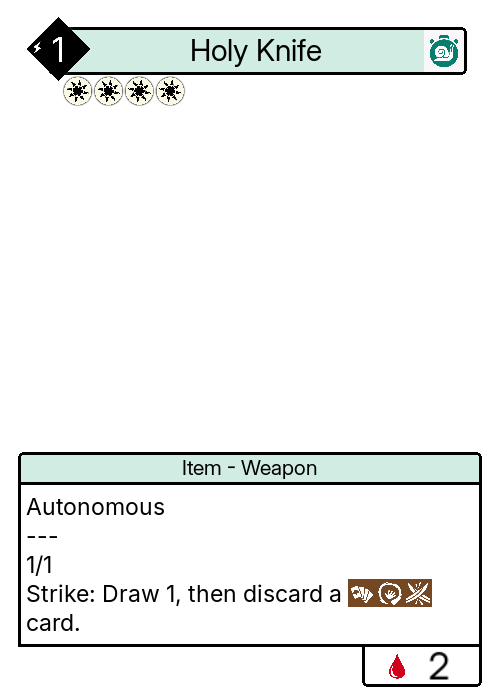 1
Holy Knife
Item - Weapon
Autonomous
---
1/1
Strike: Draw 1, then discard a
card.
2